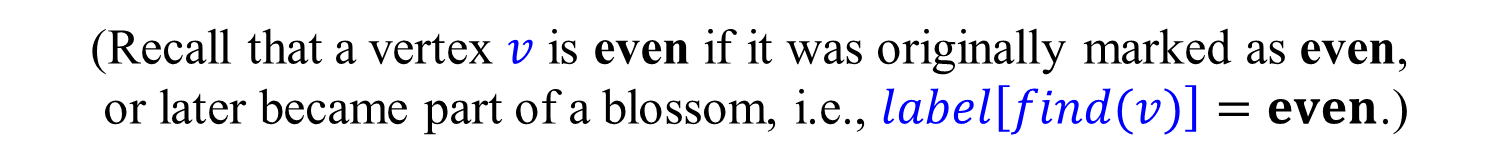 (Recall that a vertex v is even if it was originally marked as even,
or later became part of a blossom, i.e., label[find(v)] = even.)